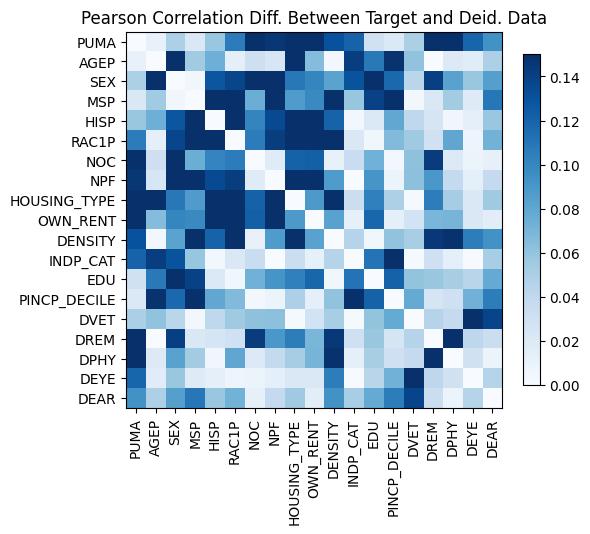 Pearson Correlation Diff. Between Target and Deid. Data
PUMA
AGEP
SEX
MSP
HISP
RAC1P
NOC
NPF
HOUSING_TYPE
OWN_RENT
DENSITY
INDP_CAT
EDU
PINCP_DECILE
DVET
DREM
DPHY
DEYE
DEAR
0.14
0.12
0.10
0.08
0.06
0.04
0.02
0.00
PUMA
AGEP
SEX
MSP
HISP
RAC1P
NOC
NPF
HOUSING_TYPE
OWN_RENT
DENSITY
INDP_CAT
EDU
PINCP_DECILE
DVET
DREM
DPHY
DEYE
DEAR